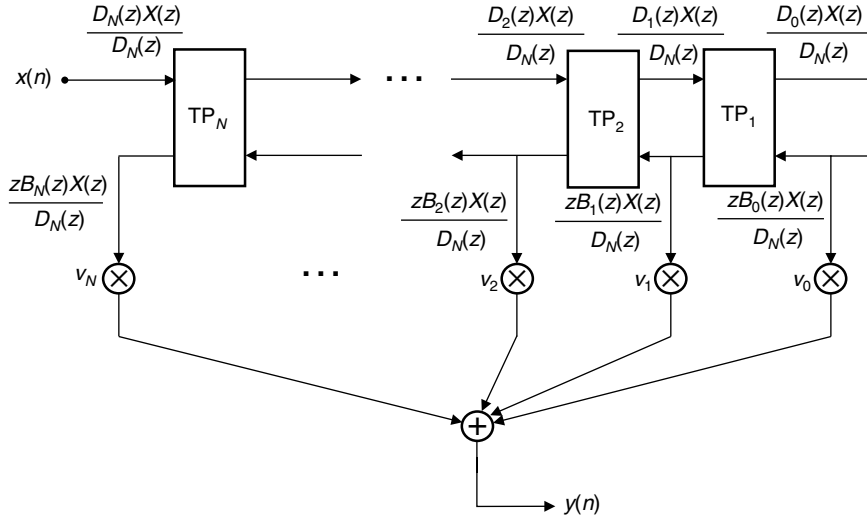 D_N(z)X(z)
D_N(z)
D_2(z)X(z)
D_N(z)
D_1(z)X(z)
D_N(z)
D_0(z)X(z)
D_N(z)
x(n)
TP_N
. . .
TP_2
TP_1
zB_N(z)X(z)
D_N(z)
zB_2(z)X(z)
D_N(z)
zB_1(z)X(z)
D_N(z)
zB_0(z)X(z)
D_N(z)
v_N
. . .
v_2
v_1
v_0
y(n)